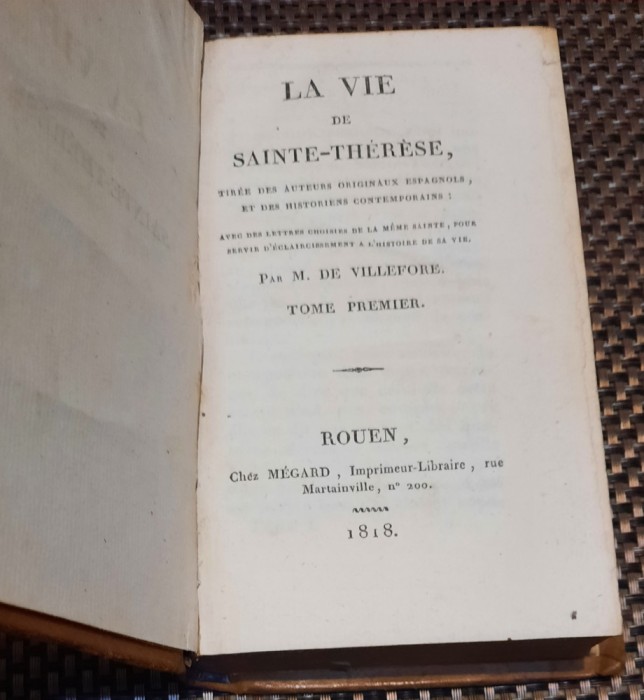 LA VIE
DE
SAINTE-THÉRÈSE,
TIRÉE DES AUTEURS ORIGINAUX ESPAGNOLS,
ET DES HISTORIENS CONTEMPORAINS :
AVEC DES LETTRES CHOISIES DE LA MÊME SAINTE, POUR
SERVIR D'ÉCLAIRCISSEMENT A L'HISTOIRE DE SA VIE.
PAR M. DE VILLEFORE.
TOME PREMIER.
ROUEN,
Chéz MÉGARD, Imprimeur-Libraire, rue
Martainville, n° 200.
1818.